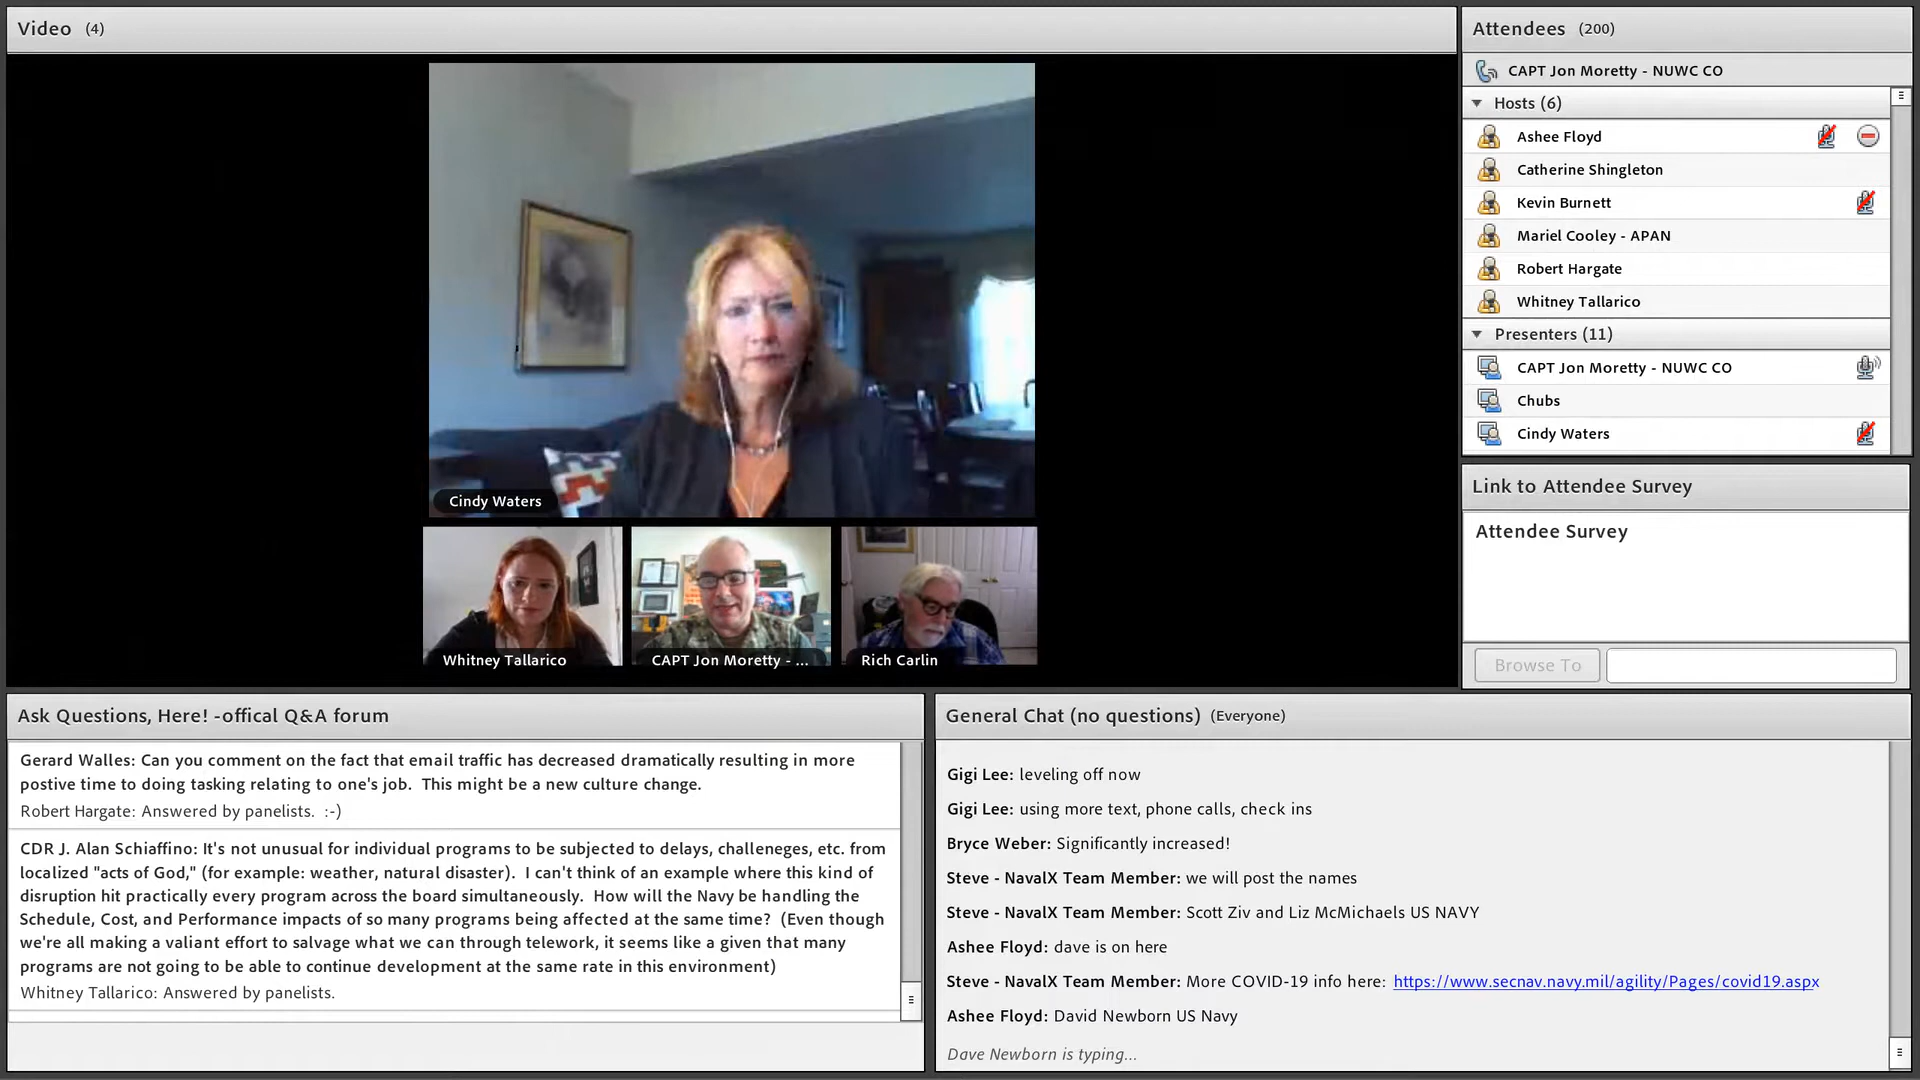 Video (4)
Cindy Waters
Whitney Tallarico
CAPT Jon Moretty - ...
Rich Carlin
Attendees (200)
CAPT Jon Moretty - NUWC CO
Hosts (6)
Ashee Floyd
Catherine Shingleton
Kevin Burnett
Mariel Cooley - APAN
Robert Hargate
Whitney Tallarico
Presenters (11)
CAPT Jon Moretty - NUWC CO
Chubs
Cindy Waters
Link to Attendee Survey
Attendee Survey
Browse To
Ask Questions, Here! -offical Q&A forum
Gerard Walles: Can you comment on the fact that email traffic has decreased dramatically resulting in more
postive time to doing tasking relating to one's job.  This might be a new culture change.
Robert Hargate: Answered by panelists.  :-)
CDR J. Alan Schiaffino: It's not unusual for individual programs to be subjected to delays, challeneges, etc. from
localized "acts of God," (for example: weather, natural disaster).  I can't think of an example where this kind of
disruption hit practically every program across the board simultaneously.  How will the Navy be handling the
Schedule, Cost, and Performance impacts of so many programs being affected at the same time?  (Even though
we're all making a valiant effort to salvage what we can through telework, it seems like a given that many
programs are not going to be able to continue development at the same rate in this environment)
Whitney Tallarico: Answered by panelists.
General Chat (no questions) (Everyone)
Gigi Lee: leveling off now
Gigi Lee: using more text, phone calls, check ins
Bryce Weber: Significantly increased!
Steve - NavalX Team Member: we will post the names
Steve - NavalX Team Member: Scott Ziv and Liz McMichaels US NAVY
Ashee Floyd: dave is on here
Steve - NavalX Team Member: More COVID-19 info here: https://www.secnav.navy.mil/agility/Pages/covid19.aspx
Ashee Floyd: David Newborn US Navy
Dave Newborn is typing...